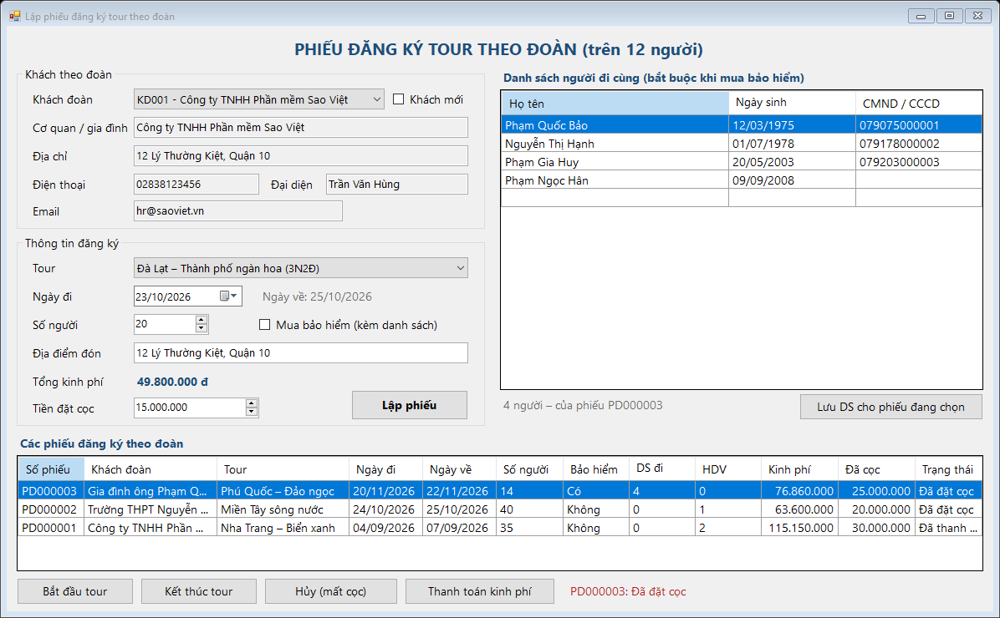 Lập phiếu đăng ký tour theo đoàn
PHIẾU ĐĂNG KÝ TOUR THEO ĐOÀN (trên 12 người)
Khách theo đoàn
Khách đoàn KD001 - Công ty TNHH Phần mềm Sao Việt Khách mới
Cơ quan / gia đình Công ty TNHH Phần mềm Sao Việt
Địa chỉ 12 Lý Thường Kiệt, Quận 10
Điện thoại 02838123456 Đại diện Trần Văn Hùng
Email hr@saoviet.vn
Thông tin đăng ký
Tour Đà Lạt – Thành phố ngàn hoa (3N2Đ)
Ngày đi 23/10/2026 Ngày về: 25/10/2026
Số người 20 Mua bảo hiểm (kèm danh sách)
Địa điểm đón 12 Lý Thường Kiệt, Quận 10
Tổng kinh phí 49.800.000 đ
Tiền đặt cọc 15.000.000 Lập phiếu
Danh sách người đi cùng (bắt buộc khi mua bảo hiểm)
Họ tên Ngày sinh CMND / CCCD
Phạm Quốc Bảo 12/03/1975 079075000001
Nguyễn Thị Hạnh 01/07/1978 079178000002
Phạm Gia Huy 20/05/2003 079203000003
Phạm Ngọc Hân 09/09/2008
4 người – của phiếu PD000003 Lưu DS cho phiếu đang chọn
Các phiếu đăng ký theo đoàn
Số phiếu Khách đoàn Tour Ngày đi Ngày về Số người Bảo hiểm DS đi HDV Kinh phí Đã cọc Trạng thái
PD000003 Gia đình ông Phạm Q... Phú Quốc – Đảo ngọc 20/11/2026 22/11/2026 14 Có 4 0 76.860.000 25.000.000 Đã đặt cọc
PD000002 Trường THPT Nguyễn ... Miền Tây sông nước 24/10/2026 25/10/2026 40 Không 0 1 63.600.000 20.000.000 Đã đặt cọc
PD000001 Công ty TNHH Phần ... Nha Trang – Biển xanh 04/09/2026 07/09/2026 35 Không 0 2 115.150.000 30.000.000 Đã thanh ...
Bắt đầu tour Kết thúc tour Hủy (mất cọc) Thanh toán kinh phí PD000003: Đã đặt cọc